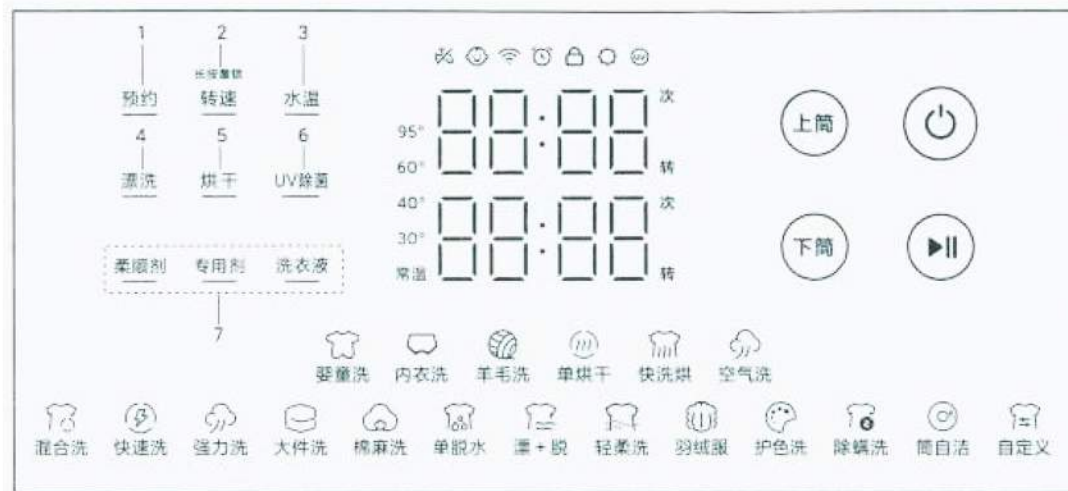 1 2 3
长按童锁
预约 转速 水温
4 5 6
漂洗 烘干 UV除菌
柔顺剂 专用剂 洗衣液
7
88:88 次
95°
60° 转
40° 88:88 次
30°
常温 转
上筒
下筒
婴童洗 内衣洗 羊毛洗 单烘干 快洗烘 空气洗
混合洗 快速洗 强力洗 大件洗 棉麻洗 单脱水 漂+脱 轻柔洗 羽绒服 护色洗 除螨洗 筒自洁 自定义